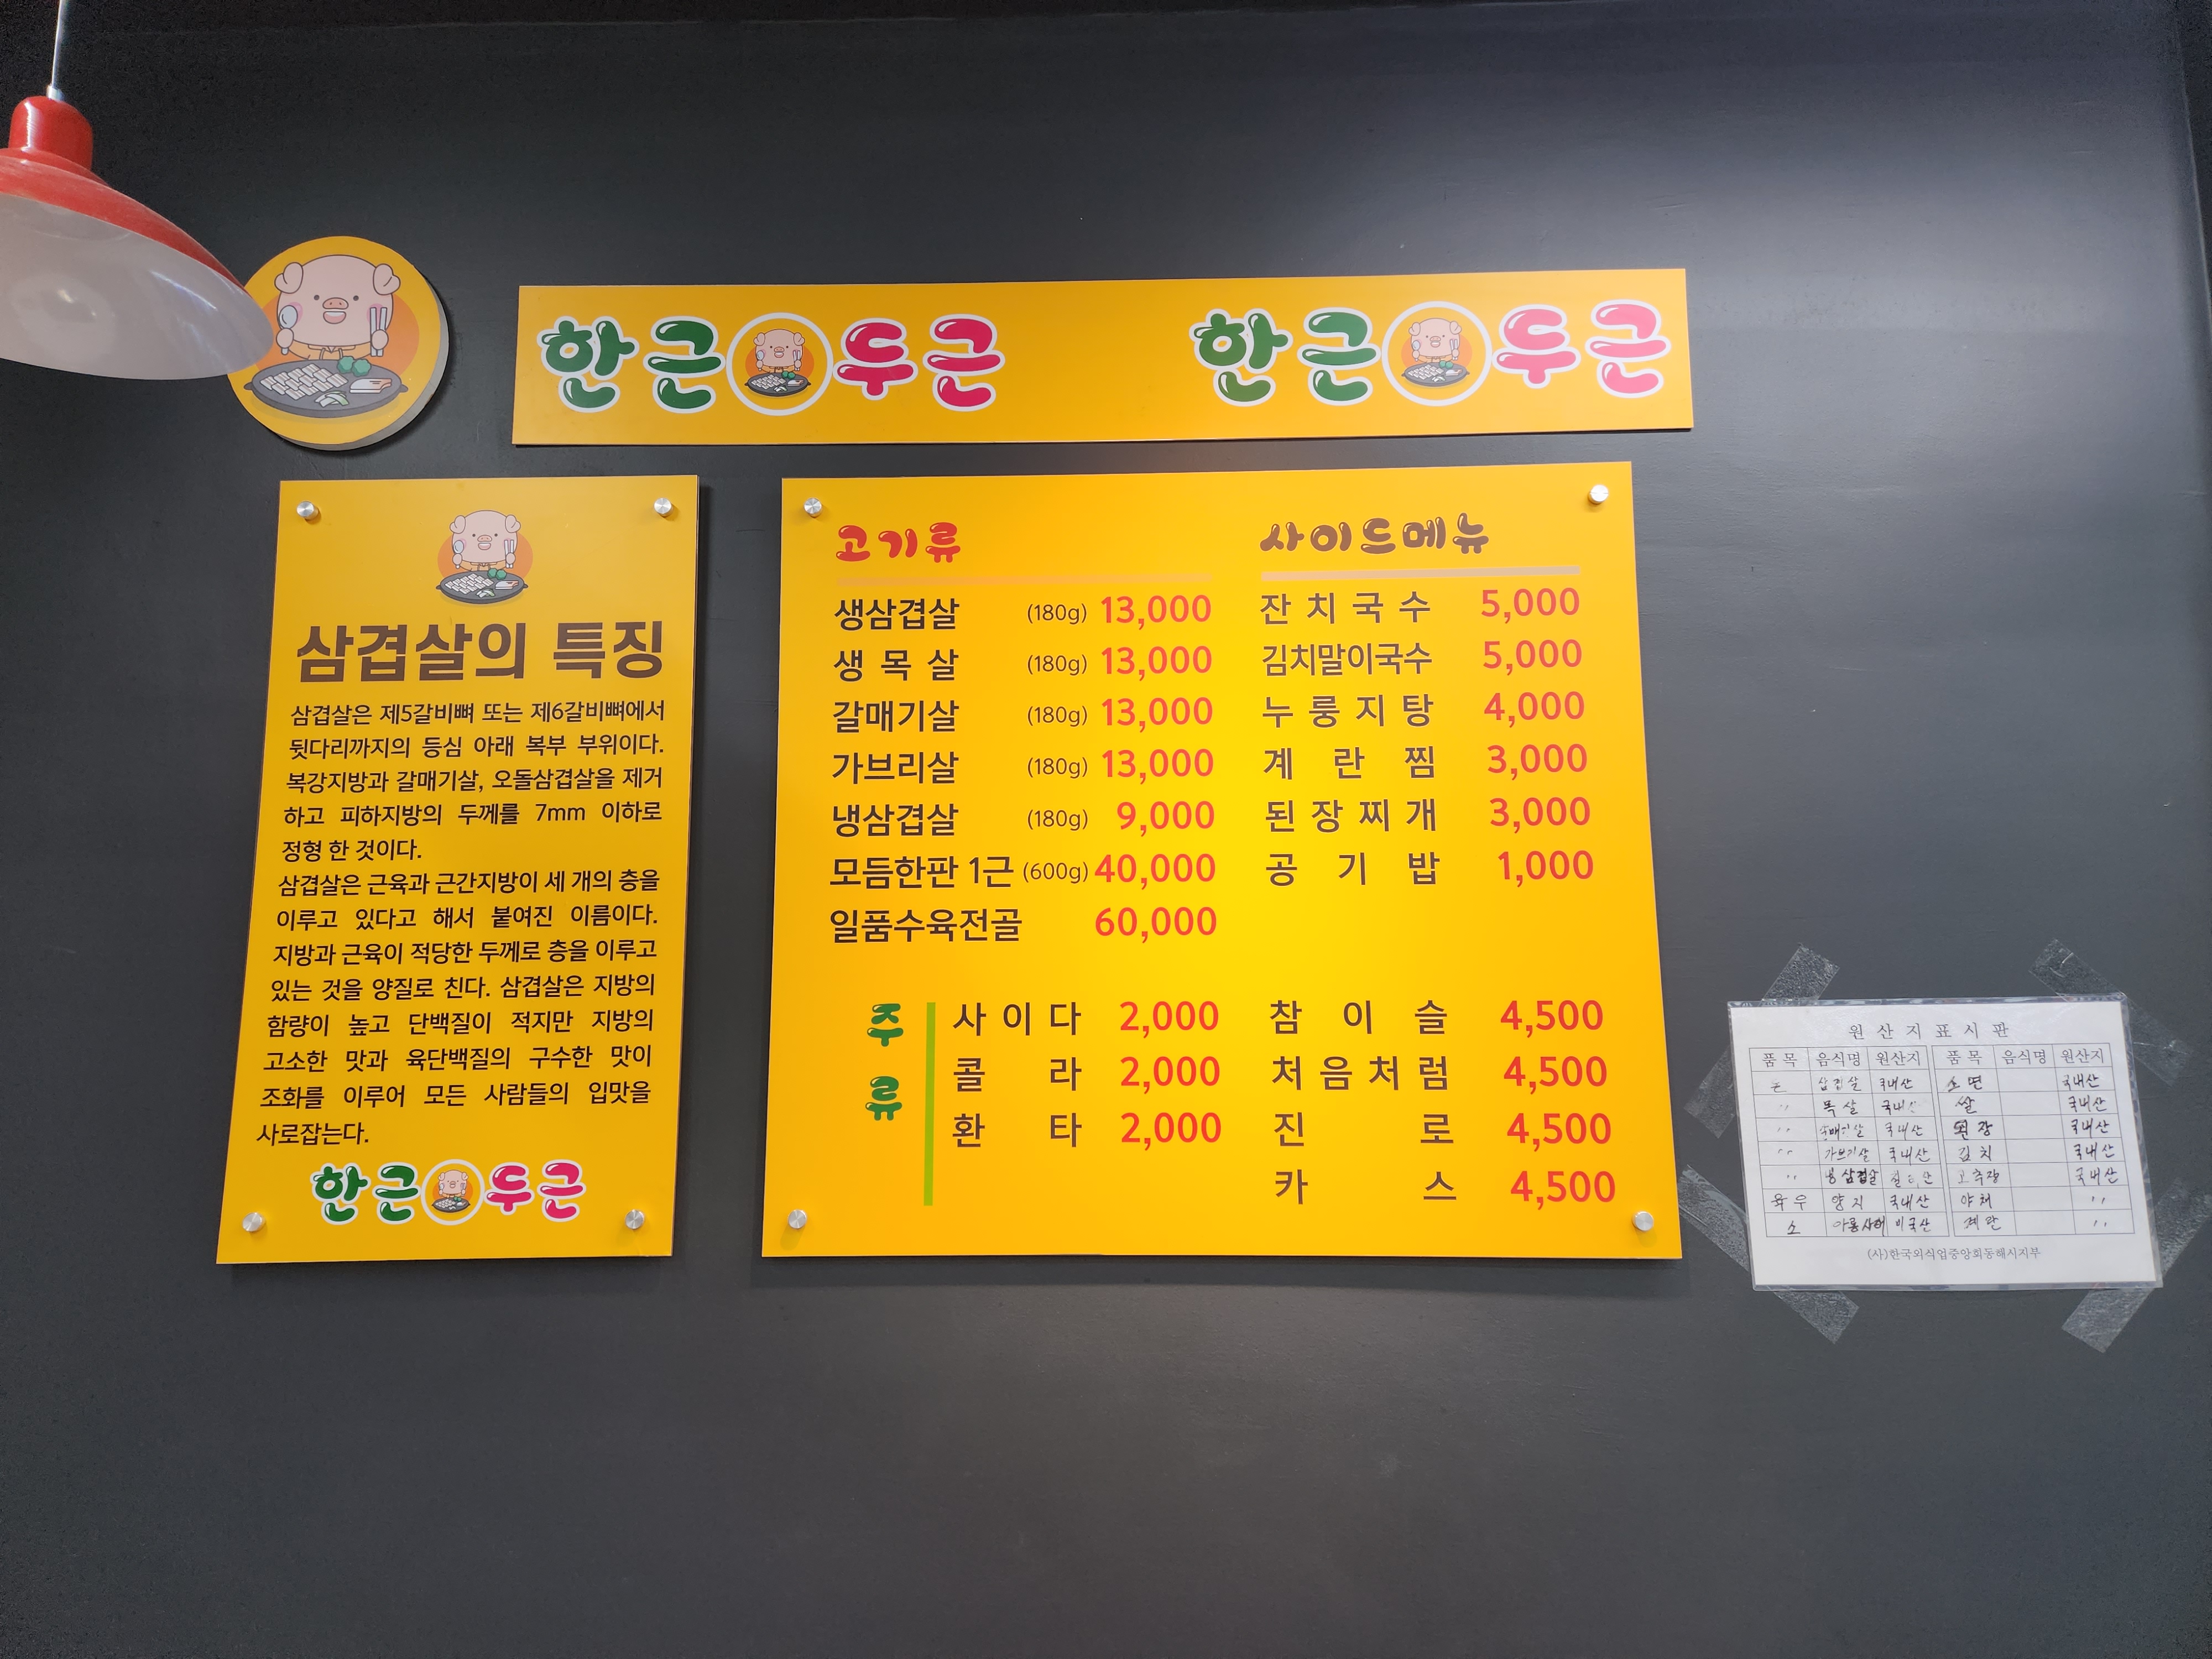 한근 두근 한근 두근
삼겹살의 특징
삼겹살은 제5갈비뼈 또는 제6갈비뼈에서
뒷다리까지의 등심 아래 복부 부위이다.
복강지방과 갈매기살, 오돌삼겹살을 제거
하고 피하지방의 두께를 7mm 이하로
정형 한 것이다.
삼겹살은 근육과 근간지방이 세 개의 층을
이루고 있다고 해서 붙여진 이름이다.
지방과 근육이 적당한 두께로 층을 이루고
있는 것을 양질로 친다. 삼겹살은 지방의
함량이 높고 단백질이 적지만 지방의
고소한 맛과 육단백질의 구수한 맛이
조화를 이루어 모든 사람들의 입맛을
사로잡는다.
한근 두근
고기류
생삼겹살 (180g) 13,000
생목살 (180g) 13,000
갈매기살 (180g) 13,000
가브리살 (180g) 13,000
냉삼겹살 (180g) 9,000
모듬한판 1근 (600g) 40,000
일품수육전골 60,000
사이드메뉴
잔치국수 5,000
김치말이국수 5,000
누룽지탕 4,000
계란찜 3,000
된장찌개 3,000
공기밥 1,000
주류
사이다 2,000
콜라 2,000
환타 2,000
참이슬 4,500
처음처럼 4,500
진로 4,500
카스 4,500
원산지표시판
품목 음식명 원산지 품목 음식명 원산지
돈 삼겹살 국내산 소면 국내산
〃 목살 국내산 쌀 국내산
〃 국내산 된장 국내산
〃 가브리살 국내산 김치 국내산
〃 냉삼겹살 고추장 국내산
육우 양지 국내산 야채 〃
소 아롱사태 미국산 계란 〃
(사)한국외식업중앙회동해시지부